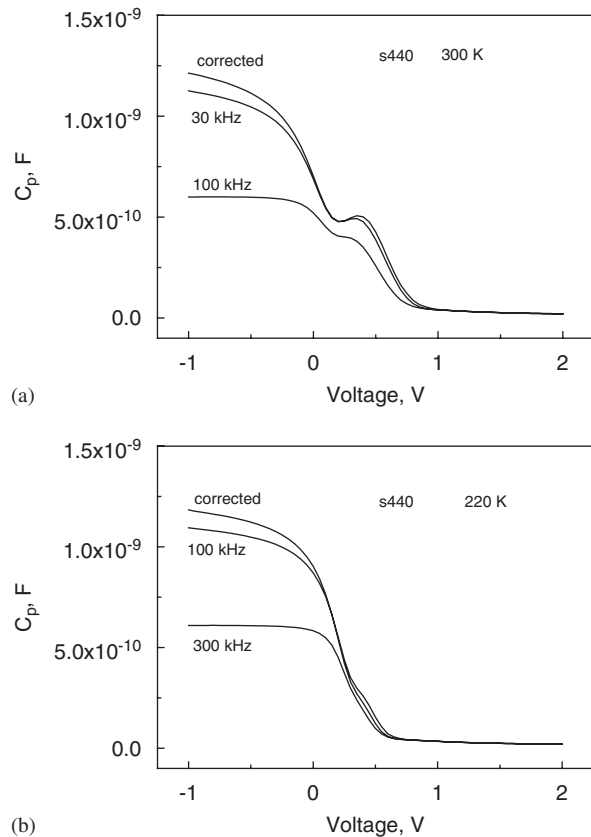 1.5x10-9
corrected
s440 300 K
30 kHz
1.0x10-9
Cp, F
100 kHz
5.0x10-10
0.0
-1 0 1 2
(a) Voltage, V
1.5x10-9
corrected
s440 220 K
100 kHz
1.0x10-9
Cp, F
300 kHz
5.0x10-10
0.0
-1 0 1 2
(b) Voltage, V